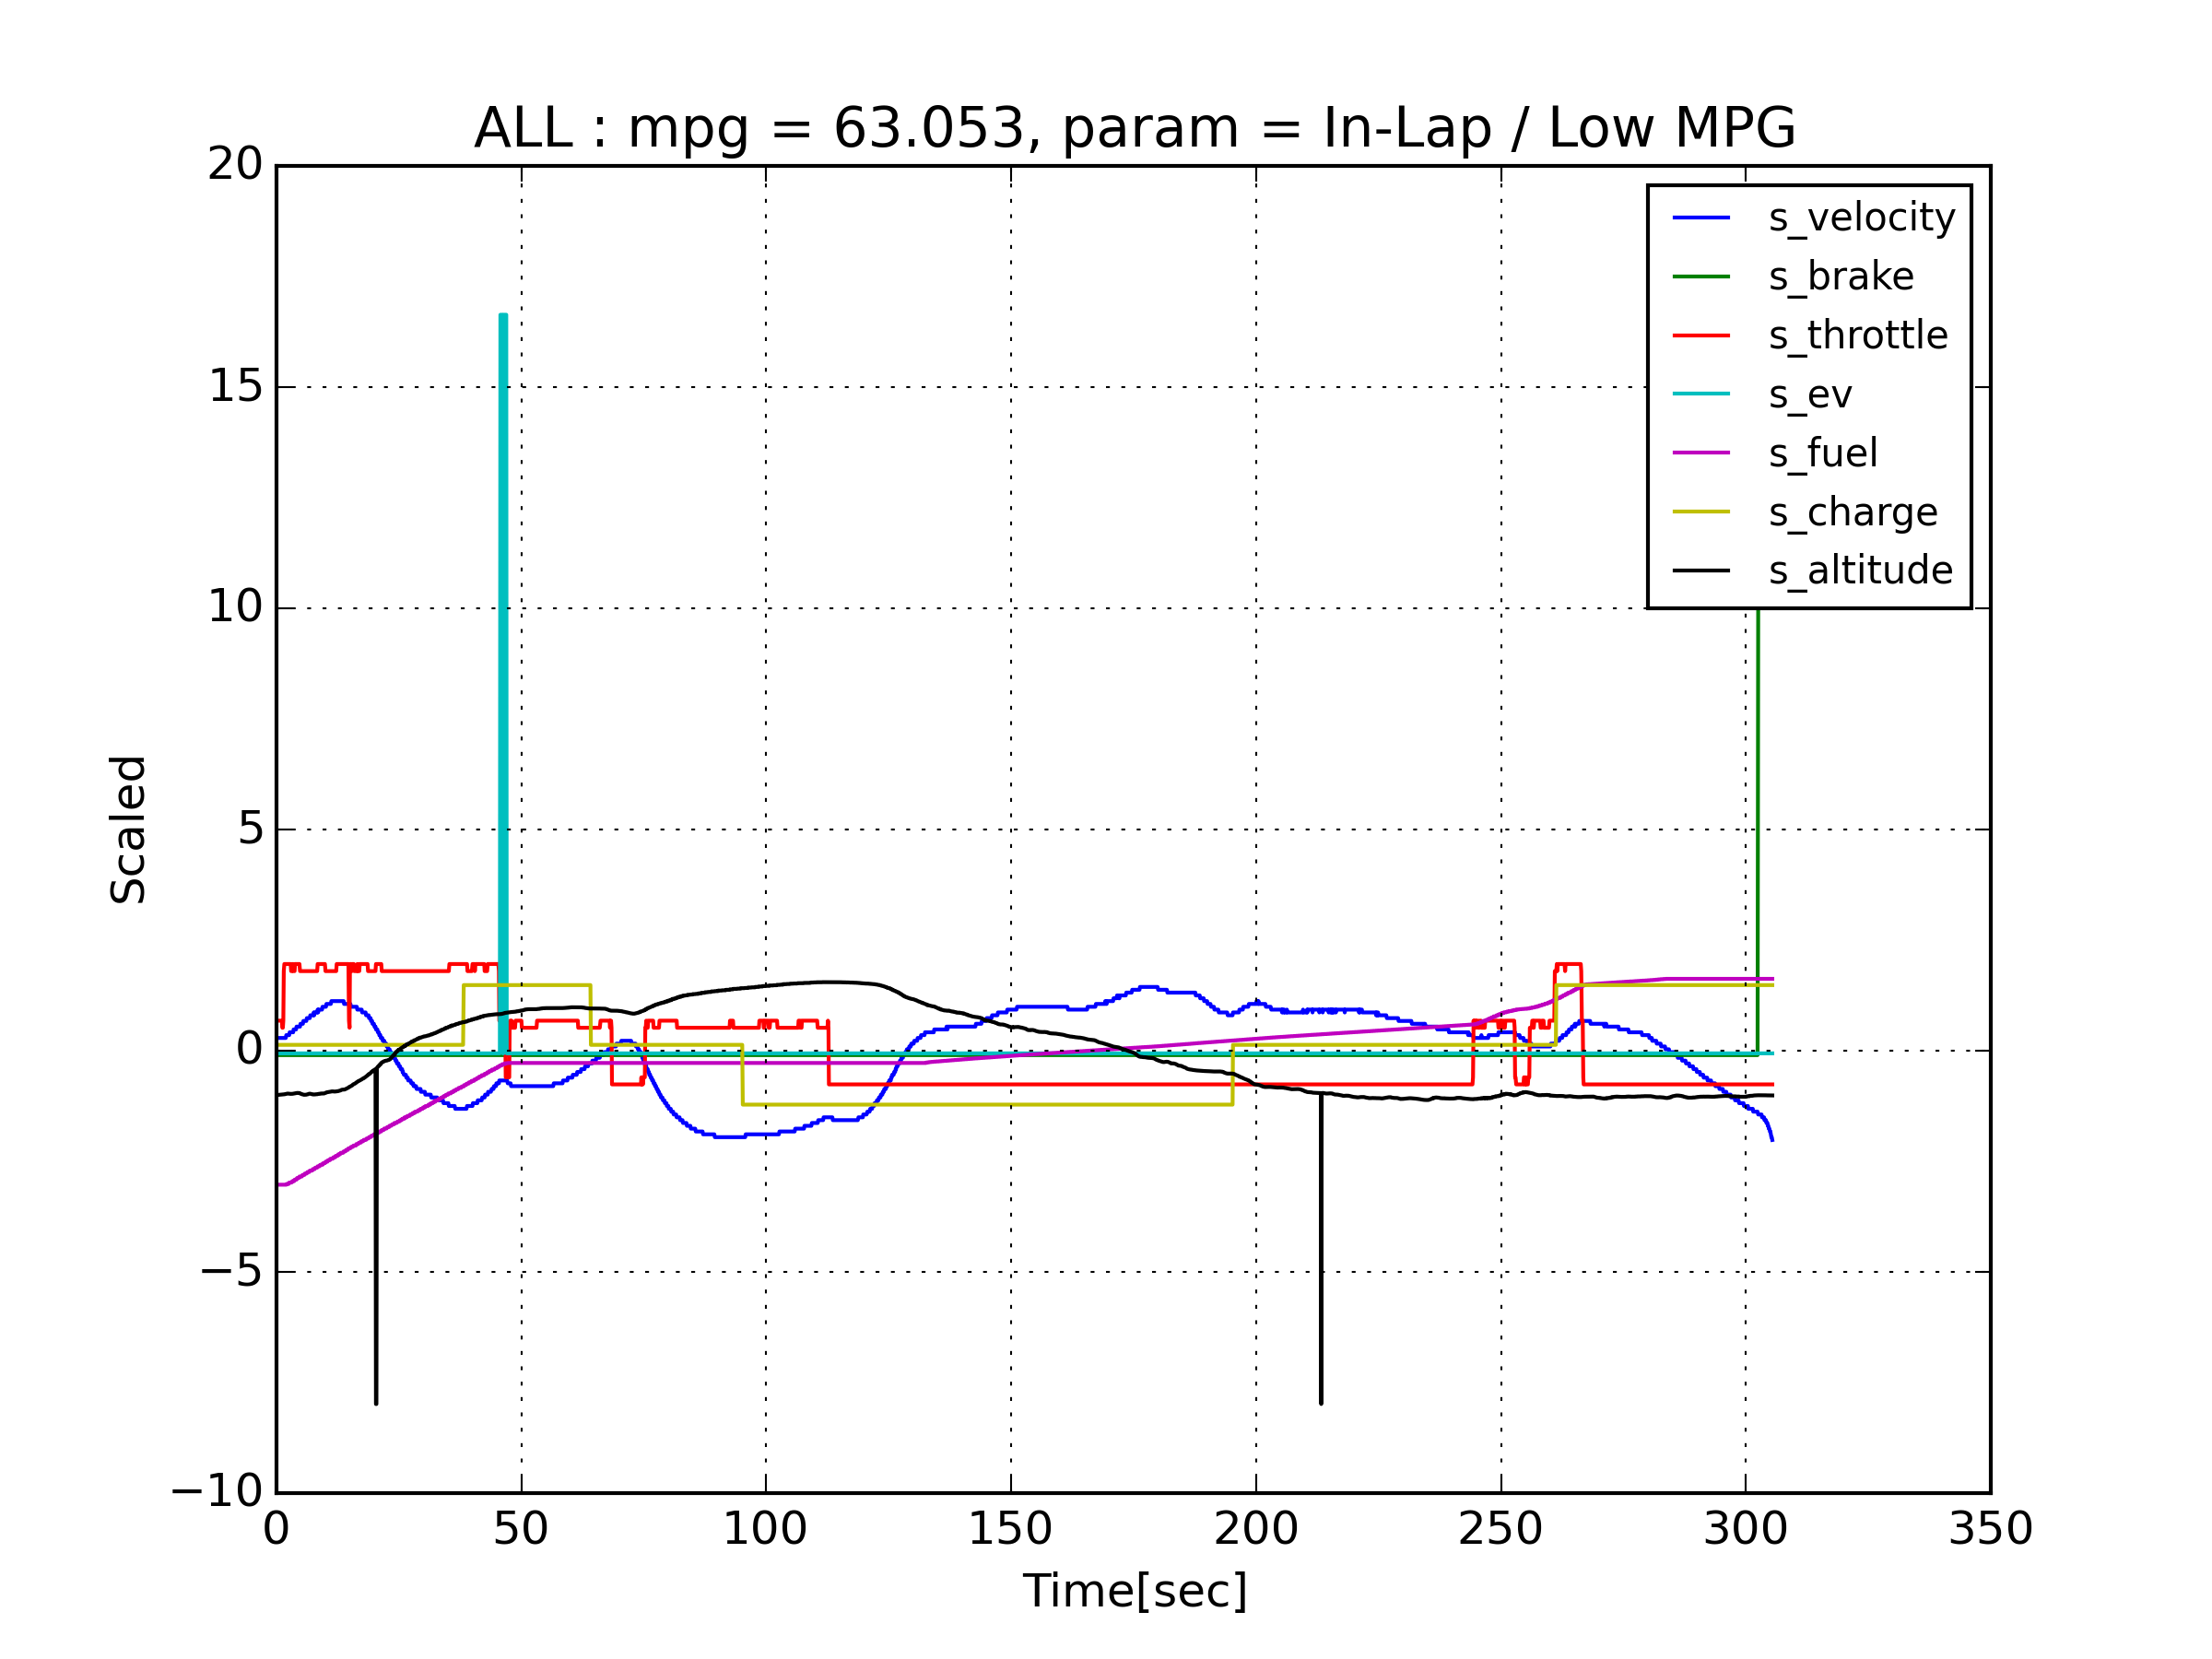 ALL : mpg = 63.053, param = In-Lap / Low MPG
20
15
10
5
0
−5
−10
Scaled
s_velocity
s_brake
s_throttle
s_ev
s_fuel
s_charge
s_altitude
0 50 100 150 200 250 300 350
Time[sec]